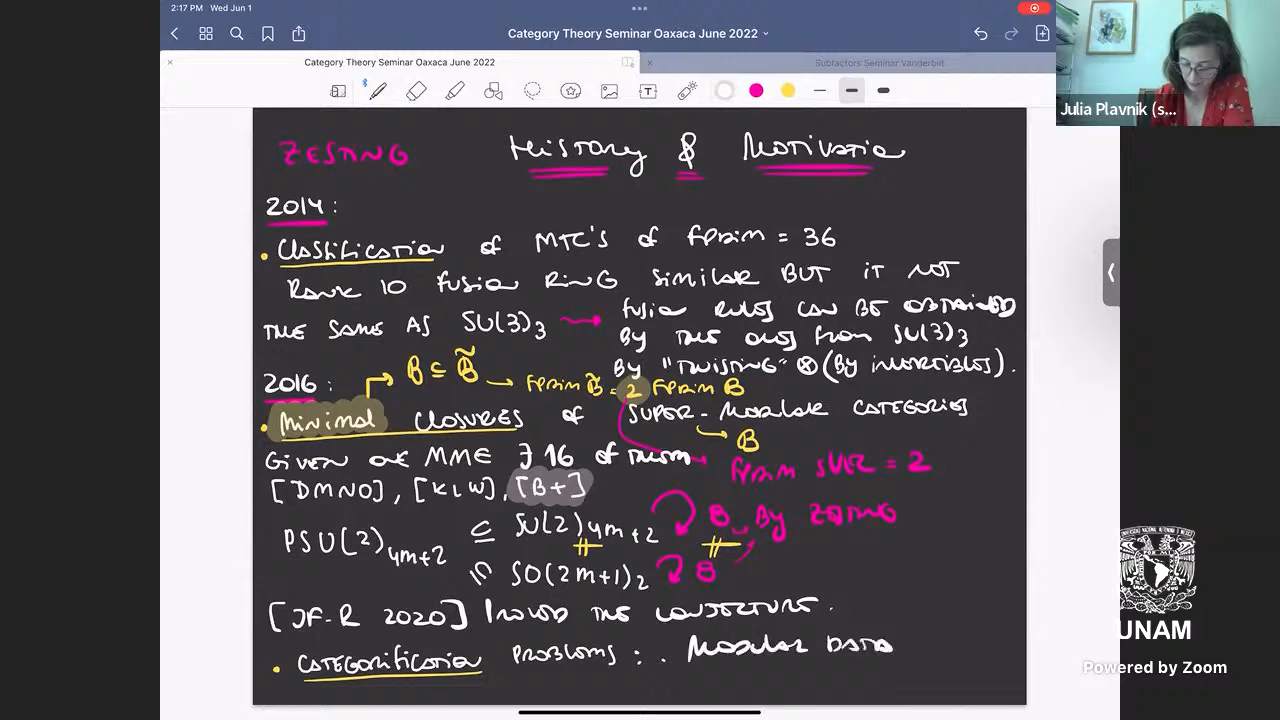 2:17 PM Wed Jun 1
Category Theory Seminar Oaxaca June 2022
Category Theory Seminar Oaxaca June 2022
Subfactors Seminar Vanderbilt
Julia Plavnik (s...
ZESTING
HISTORY & MOTIVATION
2014:
• CLASSIFICATION OF MTC'S OF FPDIM = 36
RANK 10 FUSION RING SIMILAR BUT IT NOT
THE SAME AS SU(3)₃ → FUSION RULES CAN BE OBTAINED
BY THE ONES FROM SU(3)₃
BY "TWISTING" ⊗ (BY INVERTIBLES).
2016: → B ⊆ B̃ → FPDIM B̃ = 2 FPDIM B
• MINIMAL CLOSURES OF SUPER-MODULAR CATEGORIES
→ B
GIVEN ONE MME ∃ 16 OF THEM
FPDIM SVEC = 2
[DMNO], [KLW], [B+]
PSU(2)₄ₘ₊₂ ⊆ SU(2)₄ₘ₊₂ 8 BY ZESTING
SO(2m+1)₂ 8
[JF-R 2020] PROVED THE CONJECTURE.
• CATEGORIFICATION PROBLEMS: . MODULAR DATA
UNAM
Powered by Zoom